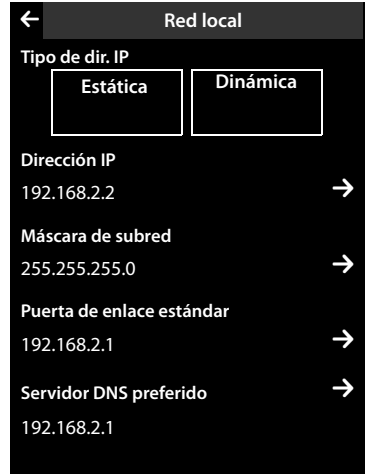 Red local
Tipo de dir. IP
Estática Dinámica
Dirección IP
192.168.2.2
Máscara de subred
255.255.255.0
Puerta de enlace estándar
192.168.2.1
Servidor DNS preferido
192.168.2.1